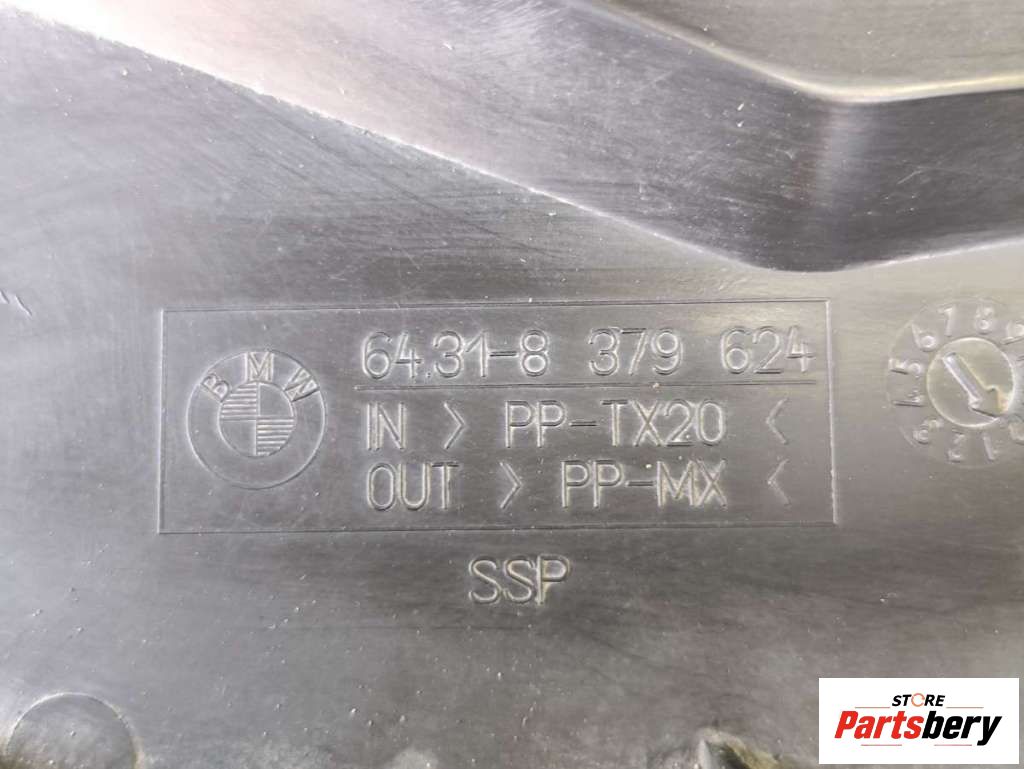 BMW
64.31-8 379 624
IN > PP-TX20 <
OUT > PP-MX <
SSP
STORE
Partsbery